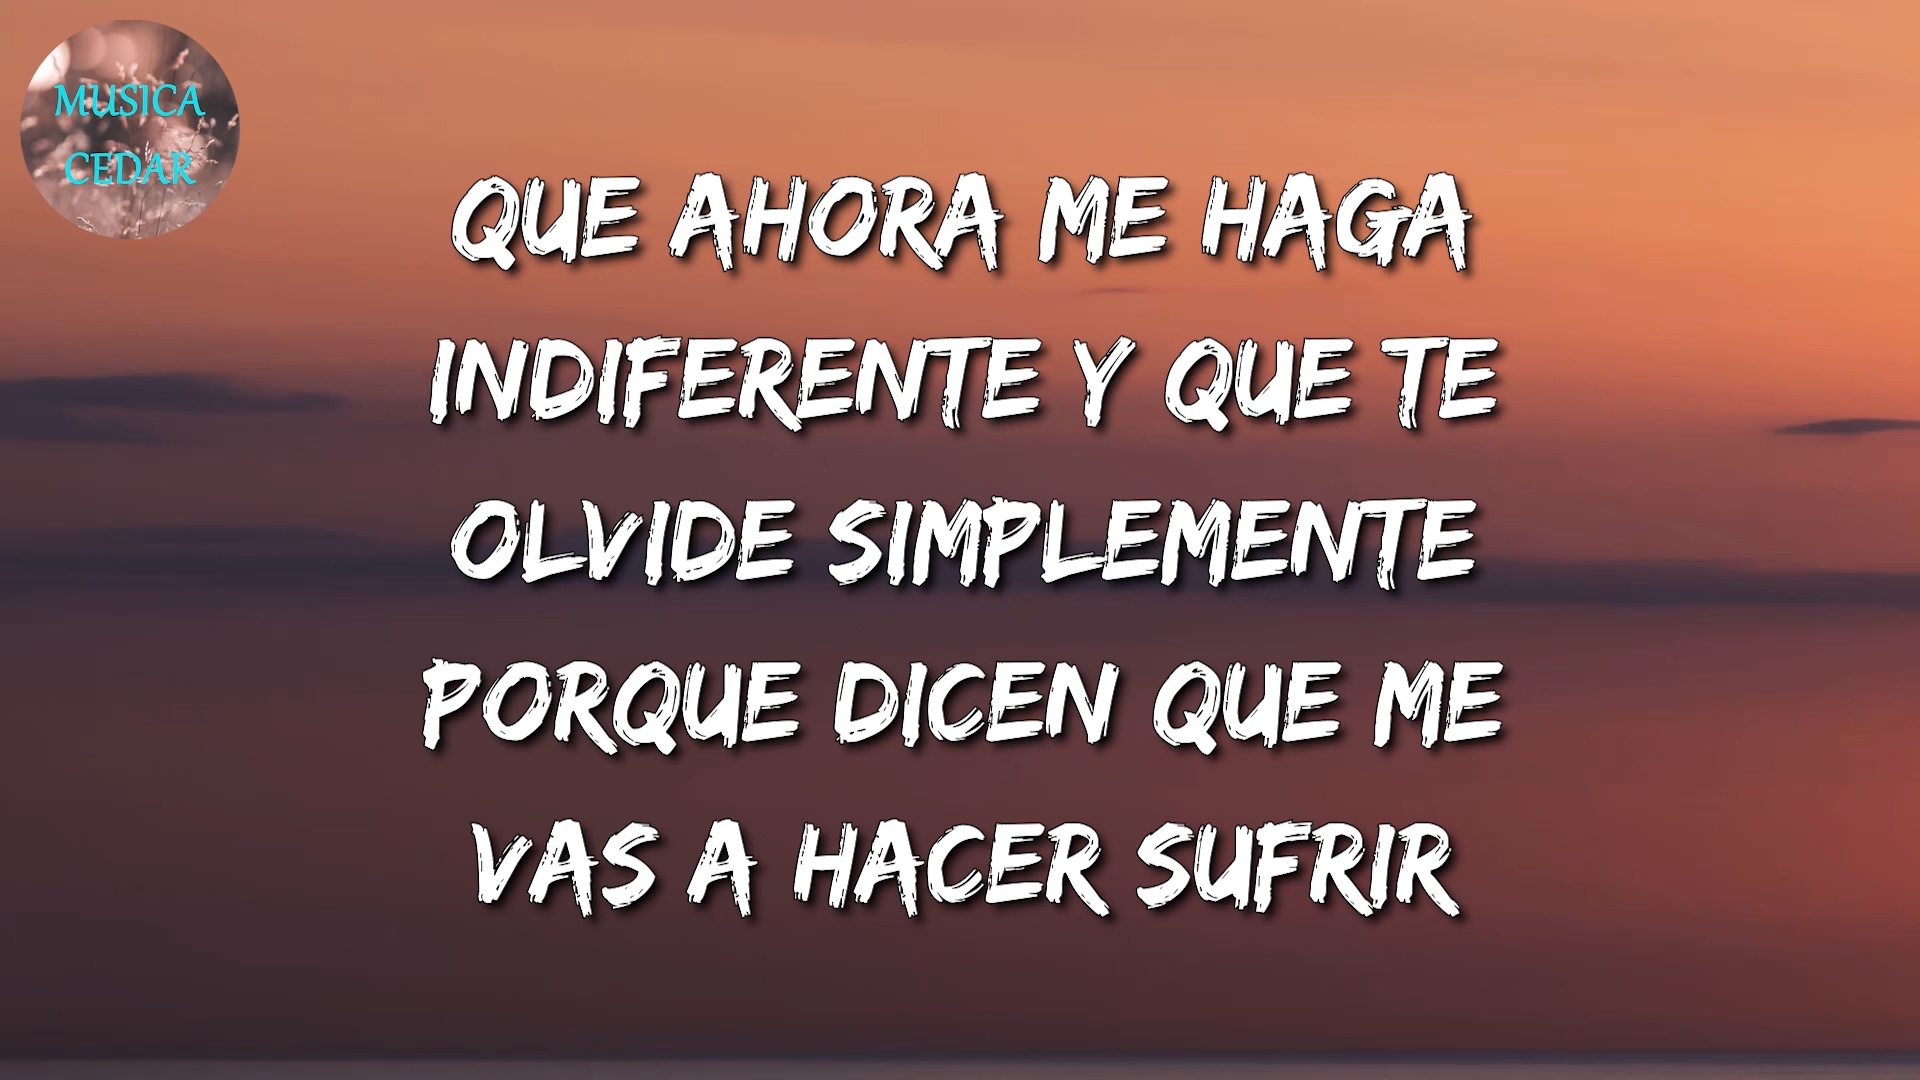 MUSICA
CEDAR
QUE AHORA ME HAGA
INDIFERENTE Y QUE TE
OLVIDE SIMPLEMENTE
PORQUE DICEN QUE ME
VAS A HACER SUFRIR